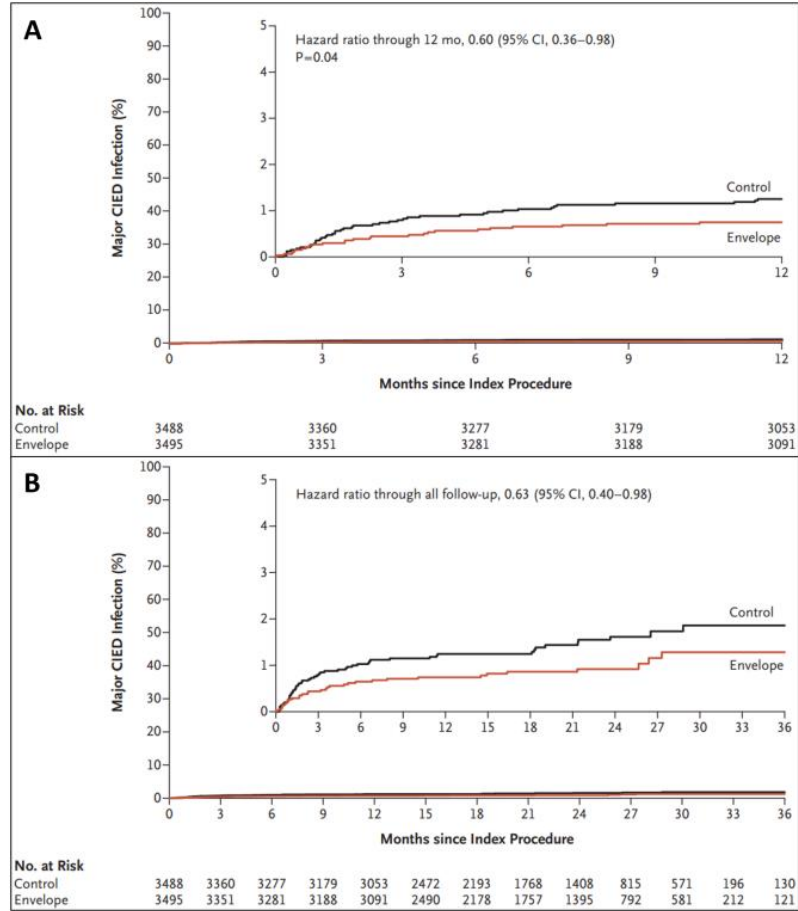 A
Major CIED Infection (%)
100
90
80
70
60
50
40
30
20
10
0
5
4
3
2
1
0
Hazard ratio through 12 mo, 0.60 (95% CI, 0.36–0.98)
P=0.04
Control
Envelope
0 3 6 9 12
0 3 6 9 12
Months since Index Procedure
No. at Risk
Control 3488 3360 3277 3179 3053
Envelope 3495 3351 3281 3188 3091
B
Major CIED Infection (%)
100
90
80
70
60
50
40
30
20
10
0
5
4
3
2
1
0
Hazard ratio through all follow-up, 0.63 (95% CI, 0.40–0.98)
Control
Envelope
0 3 6 9 12 15 18 21 24 27 30 33 36
0 3 6 9 12 15 18 21 24 27 30 33 36
Months since Index Procedure
No. at Risk
Control 3488 3360 3277 3179 3053 2472 2193 1768 1408 815 571 196 130
Envelope 3495 3351 3281 3188 3091 2490 2178 1757 1395 792 581 212 121